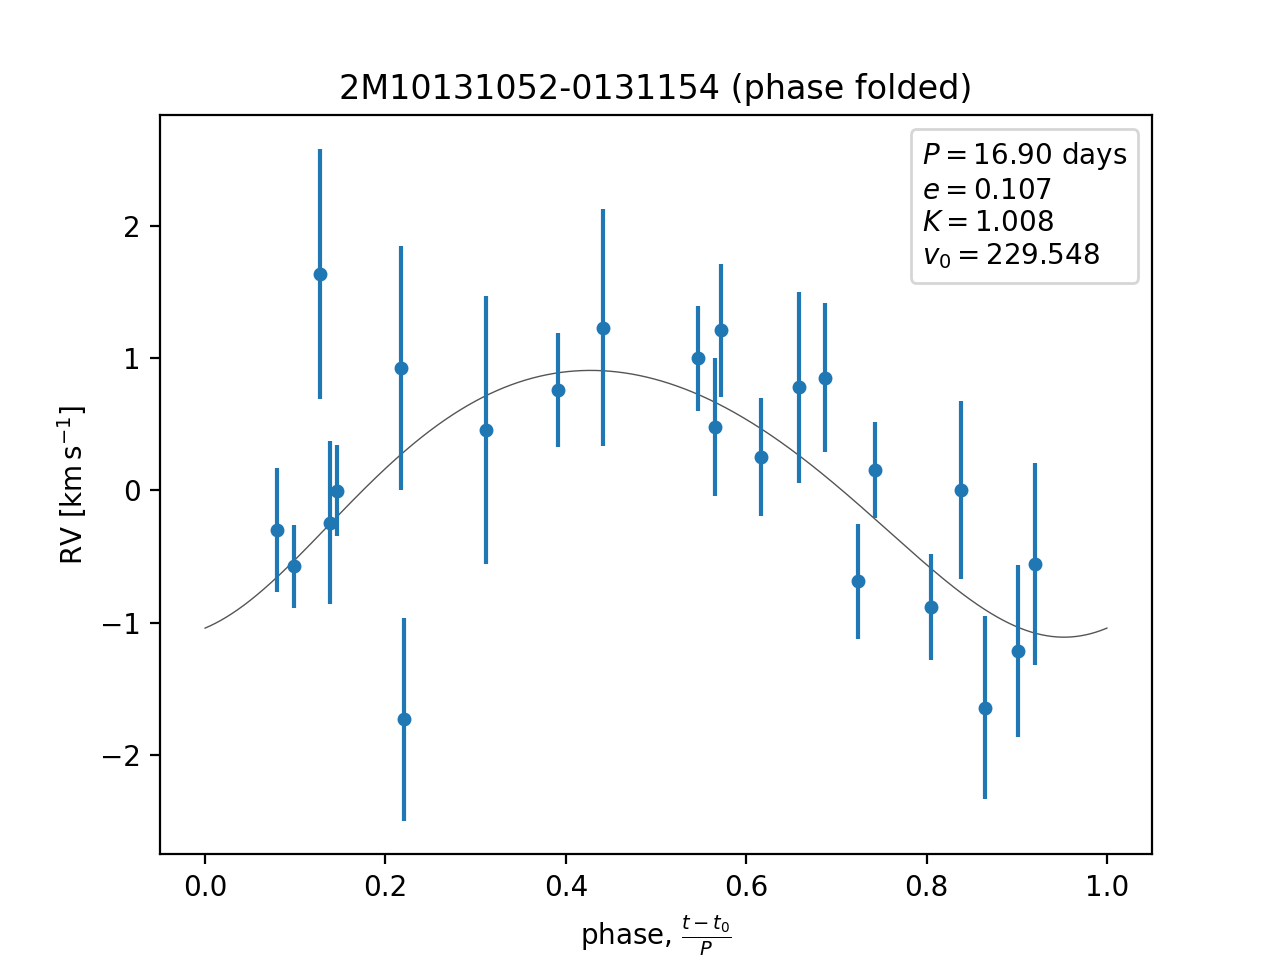 2M10131052-0131154 (phase folded)
P = 16.90 days
e = 0.107
K = 1.008
v₀ = 229.548
RV [km s⁻¹]
2
1
0
−1
−2
0.0 0.2 0.4 0.6 0.8 1.0
phase, (t − t₀)/P